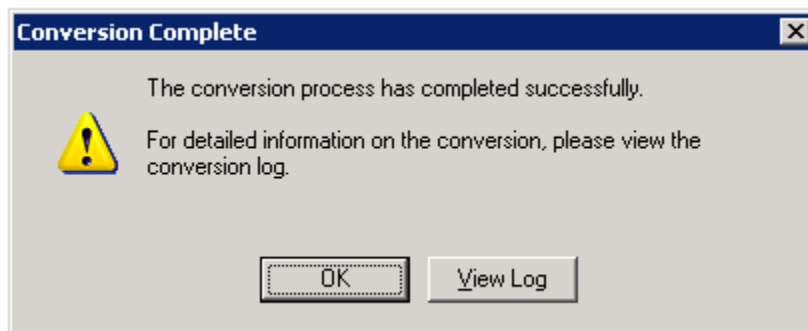 Conversion Complete
The conversion process has completed successfully.
For detailed information on the conversion, please view the
conversion log.
OK
View Log